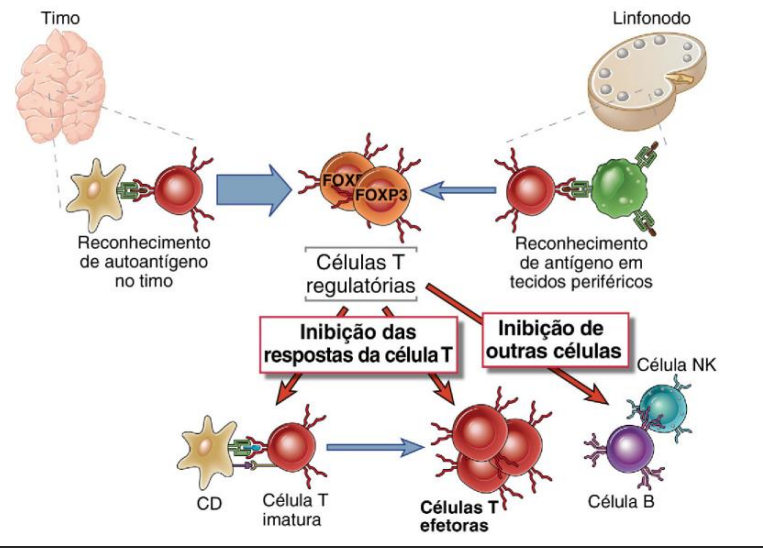 Timo
Linfonodo
FOXP3
FOXP3
Reconhecimento
de autoantígeno
no timo
Reconhecimento
de antígeno em
tecidos periféricos
Células T
regulatórias
Inibição das
respostas da célula T
Inibição de
outras células
Célula NK
CD
Célula T
imatura
Células T
efetoras
Célula B